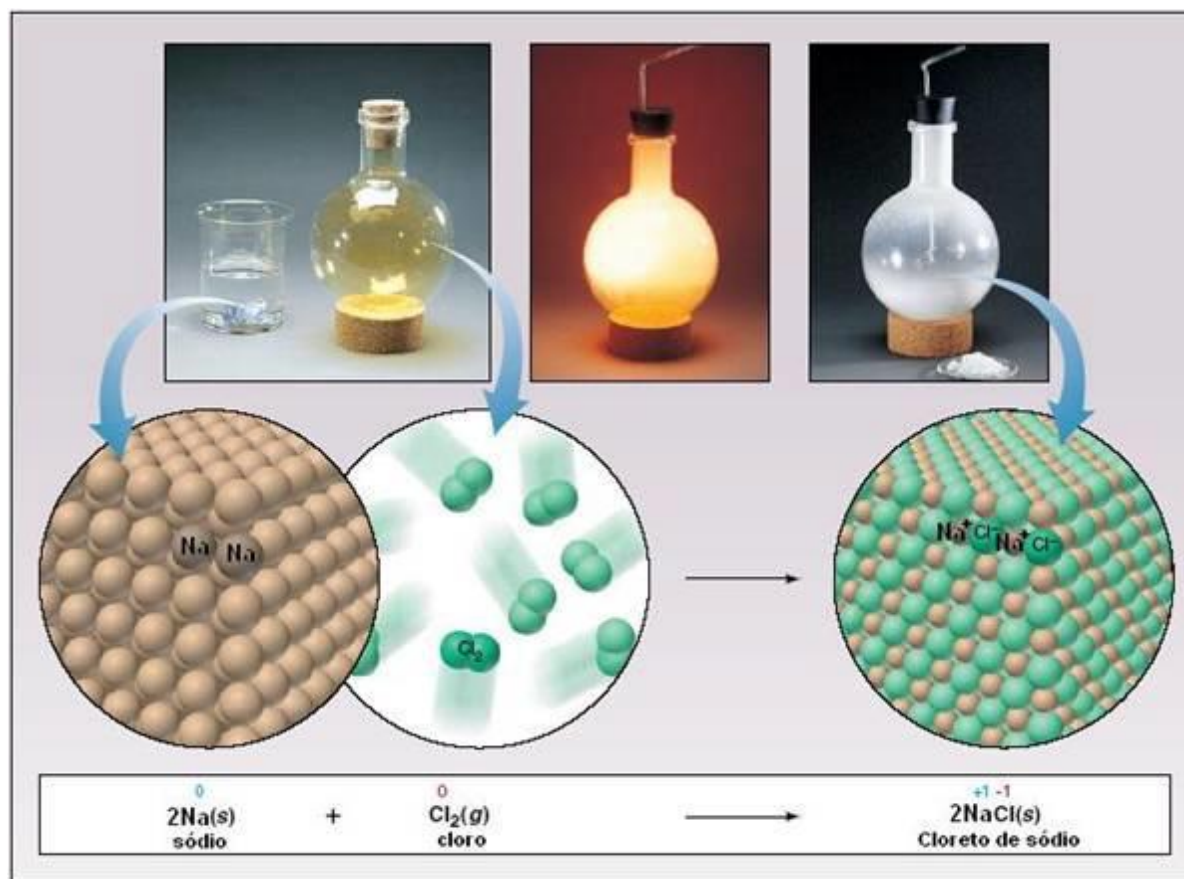 Na Na
Cl₂
Na⁺ Cl⁻ Na⁺ Cl⁻
0 0 +1 -1
2Na(s) + Cl₂(g) → 2NaCl(s)
sódio cloro Cloreto de sódio